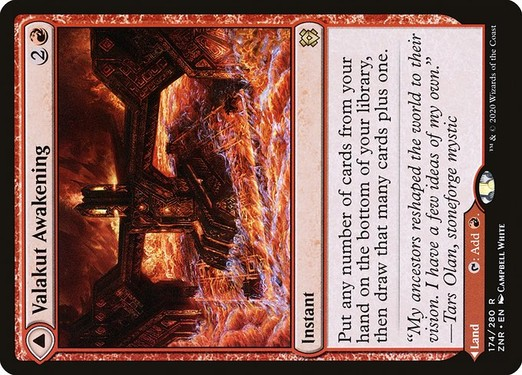 Valakut Awakening 2
Instant
Put any number of cards from your
hand on the bottom of your library,
then draw that many cards plus one.
“My ancestors reshaped the world to their
vision. I have a few ideas of my own.”
—Tars Olan, stoneforge mystic
Land : Add .
174/280 R
ZNR • EN Campbell White
™ & © 2020 Wizards of the Coast